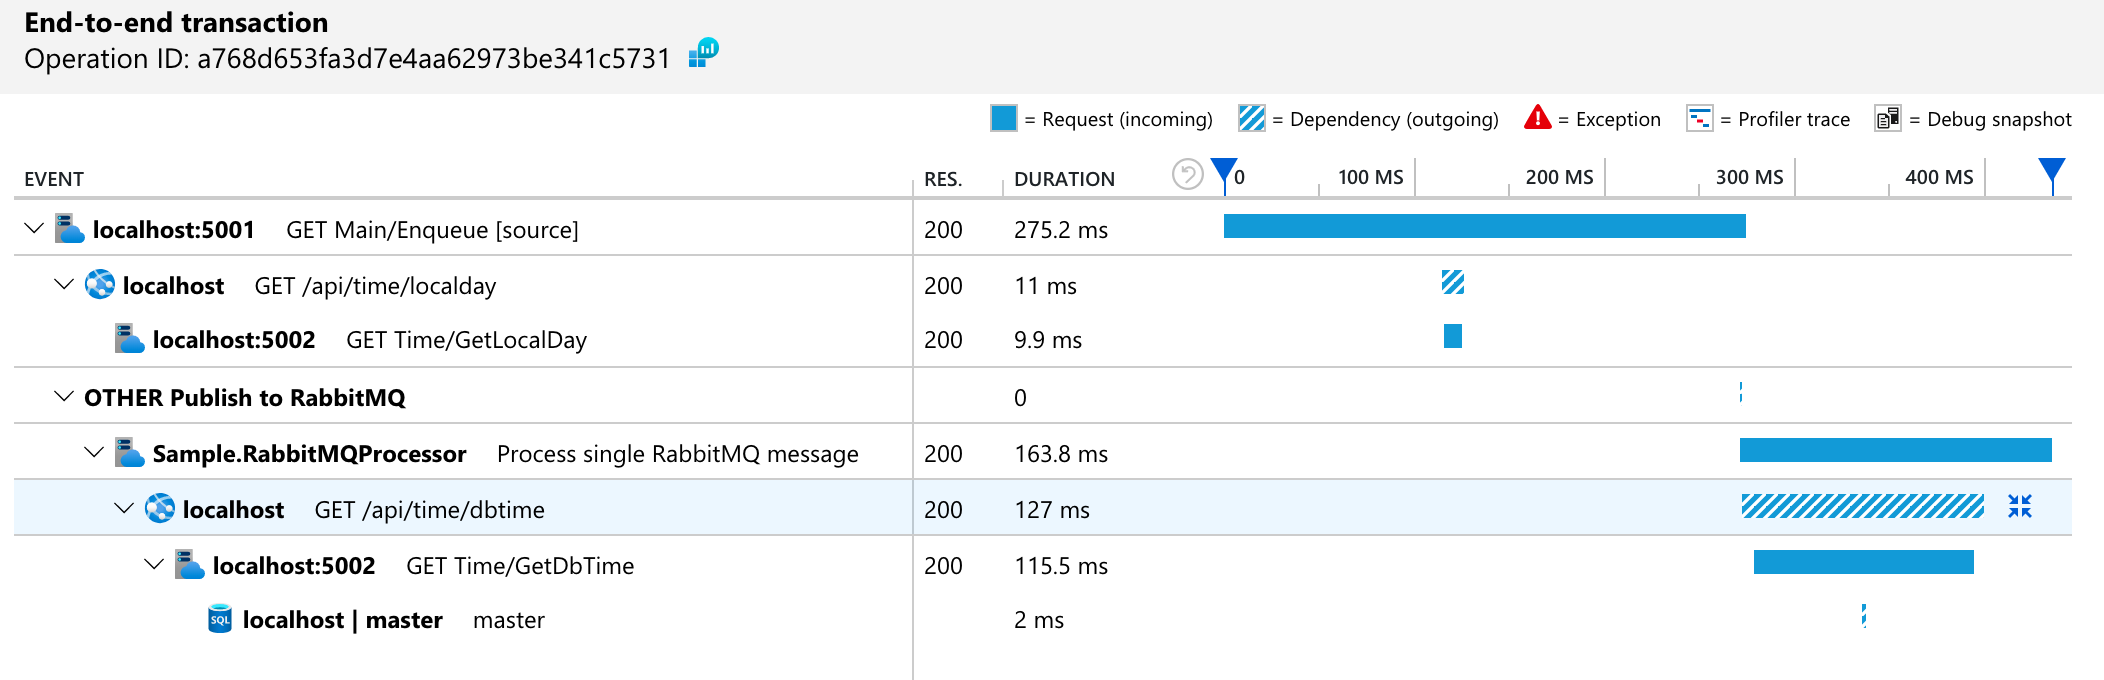 End-to-end transaction
Operation ID: a768d653fa3d7e4aa62973be341c5731
= Request (incoming) = Dependency (outgoing) = Exception = Profiler trace = Debug snapshot
EVENT RES. DURATION 0 100 MS 200 MS 300 MS 400 MS
localhost:5001 GET Main/Enqueue [source] 200 275.2 ms
localhost GET /api/time/localday 200 11 ms
localhost:5002 GET Time/GetLocalDay 200 9.9 ms
OTHER Publish to RabbitMQ 0
Sample.RabbitMQProcessor Process single RabbitMQ message 200 163.8 ms
localhost GET /api/time/dbtime 200 127 ms
localhost:5002 GET Time/GetDbTime 200 115.5 ms
SQL localhost | master master 2 ms